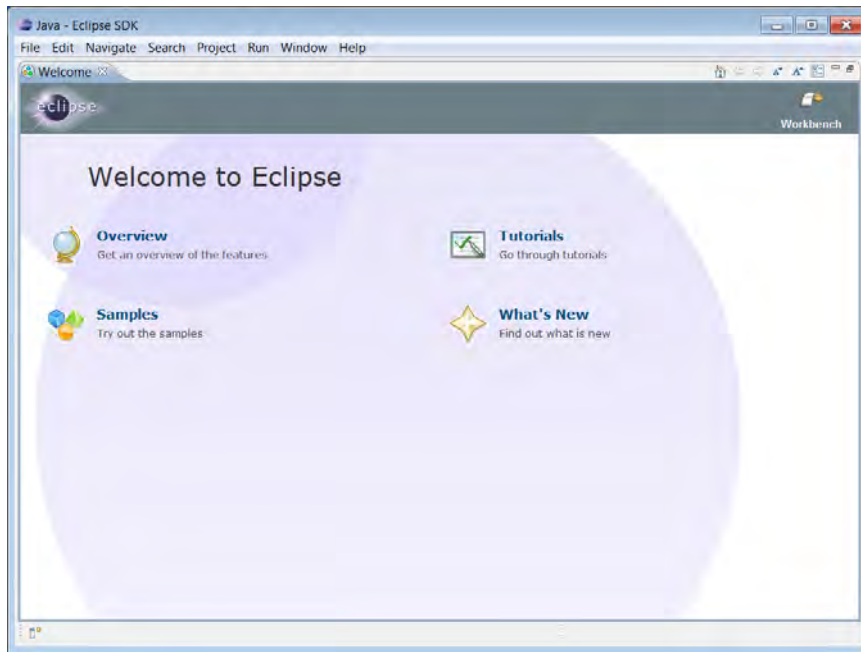 Java - Eclipse SDK
File Edit Navigate Search Project Run Window Help
Welcome
eclipse
Workbench
Welcome to Eclipse
Overview
Get an overview of the features
Tutorials
Go through tutorials
Samples
Try out the samples
What's New
Find out what is new